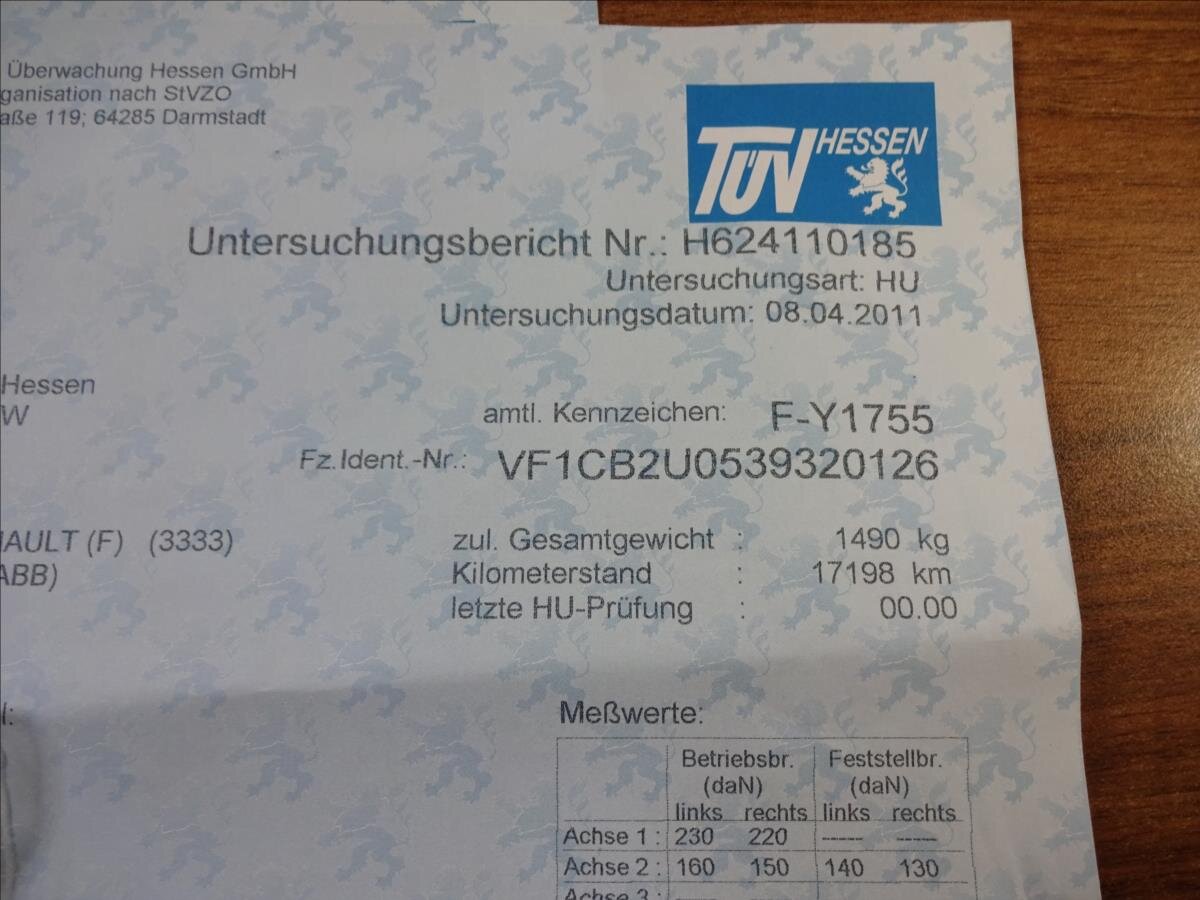 Überwachung Hessen GmbH
ganisation nach StVZO
aße 119; 64285 Darmstadt
TÜV HESSEN
Untersuchungsbericht Nr.: H624110185
Untersuchungsart: HU
Untersuchungsdatum: 08.04.2011
Hessen
W
amtl. Kennzeichen: F-Y1755
Fz.Ident.-Nr.: VF1CB2U0539320126
AULT (F) (3333)
ABB)
zul. Gesamtgewicht : 1490 kg
Kilometerstand : 17198 km
letzte HU-Prüfung : 00.00
l:
Meßwerte:
Betriebsbr. Feststellbr.
(daN) (daN)
links rechts links rechts
Achse 1 : 230 220 ---- ----
Achse 2 : 160 150 140 130
Achse 3 :